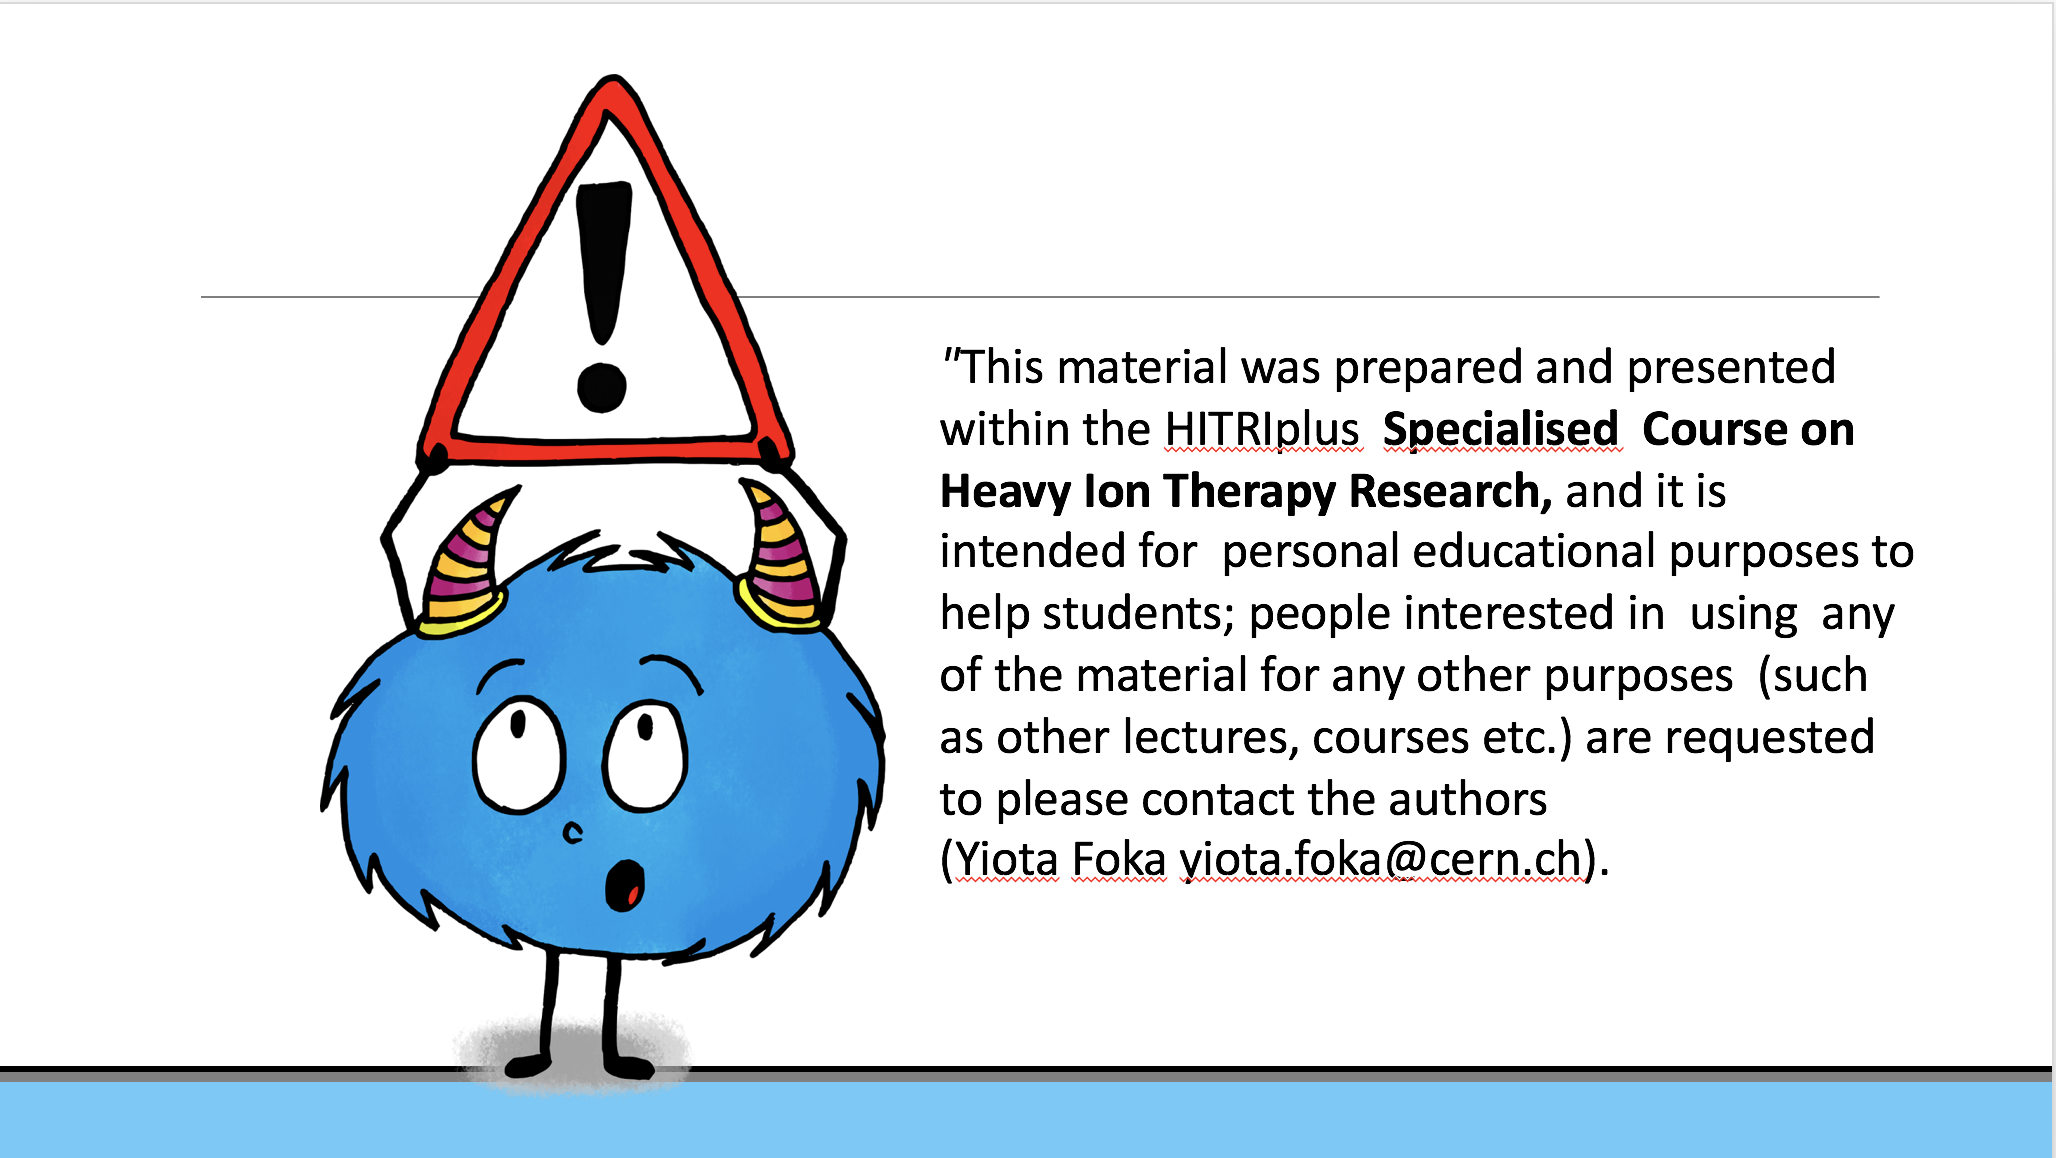 "This material was prepared and presented
within the HITRIplus Specialised Course on
Heavy Ion Therapy Research, and it is
intended for personal educational purposes to
help students; people interested in using any
of the material for any other purposes (such
as other lectures, courses etc.) are requested
to please contact the authors
(Yiota Foka yiota.foka@cern.ch).